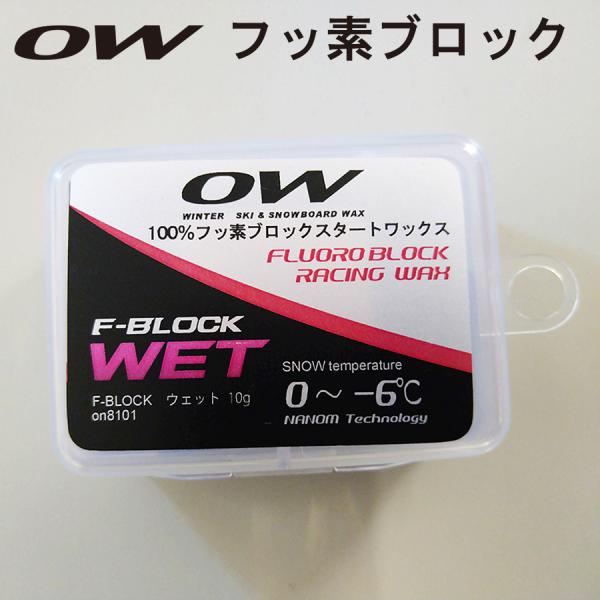 OW フッ素ブロック
OW
WINTER SKI & SNOWBOARD WAX
100%フッ素ブロックスタートワックス
FLUORO BLOCK
RACING WAX
F-BLOCK
WET
SNOW temperature
0～-6℃
F-BLOCK ウェット 10g
on8101
NANOM Technology